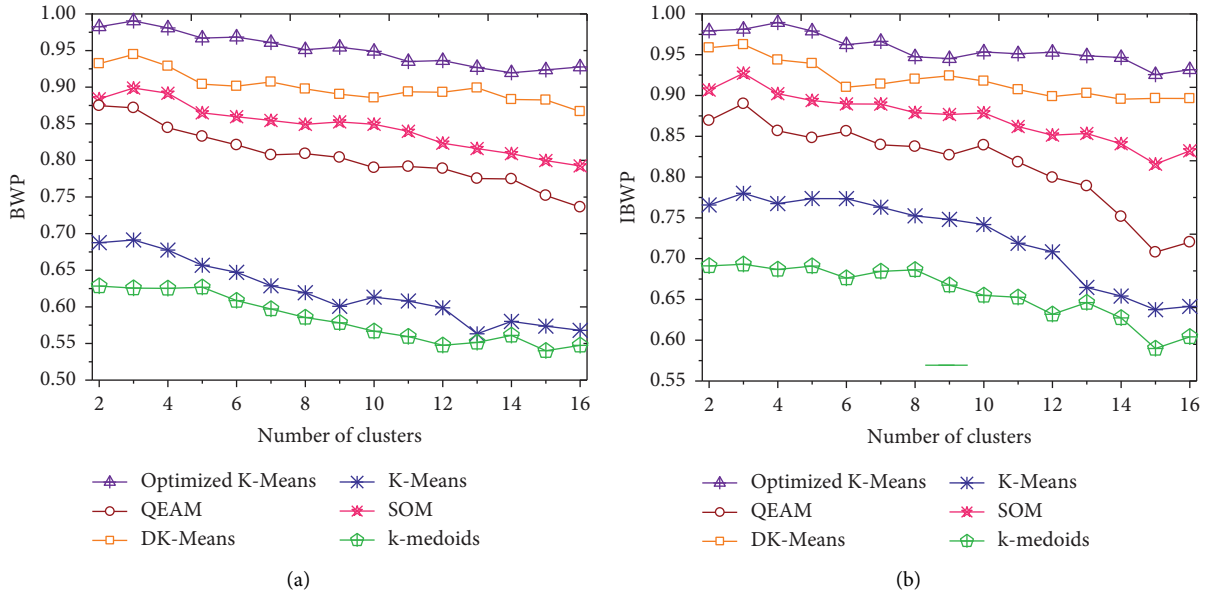 1.00
0.95
0.90
0.85
0.80
0.75
0.70
0.65
0.60
0.55
0.50
BWP
2 4 6 8 10 12 14 16
Number of clusters
Optimized K-Means K-Means
QEAM SOM
DK-Means k-medoids
(a)
1.00
0.95
0.90
0.85
0.80
0.75
0.70
0.65
0.60
0.55
IBWP
2 4 6 8 10 12 14 16
Number of clusters
Optimized K-Means K-Means
QEAM SOM
DK-Means k-medoids
(b)